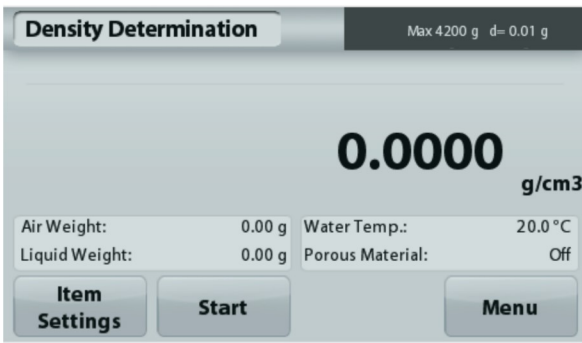 Density Determination
Max 4200 g d= 0.01 g
0.0000
g/cm3
Air Weight: 0.00 g Water Temp.: 20.0 °C
Liquid Weight: 0.00 g Porous Material: Off
Item
Settings
Start
Menu